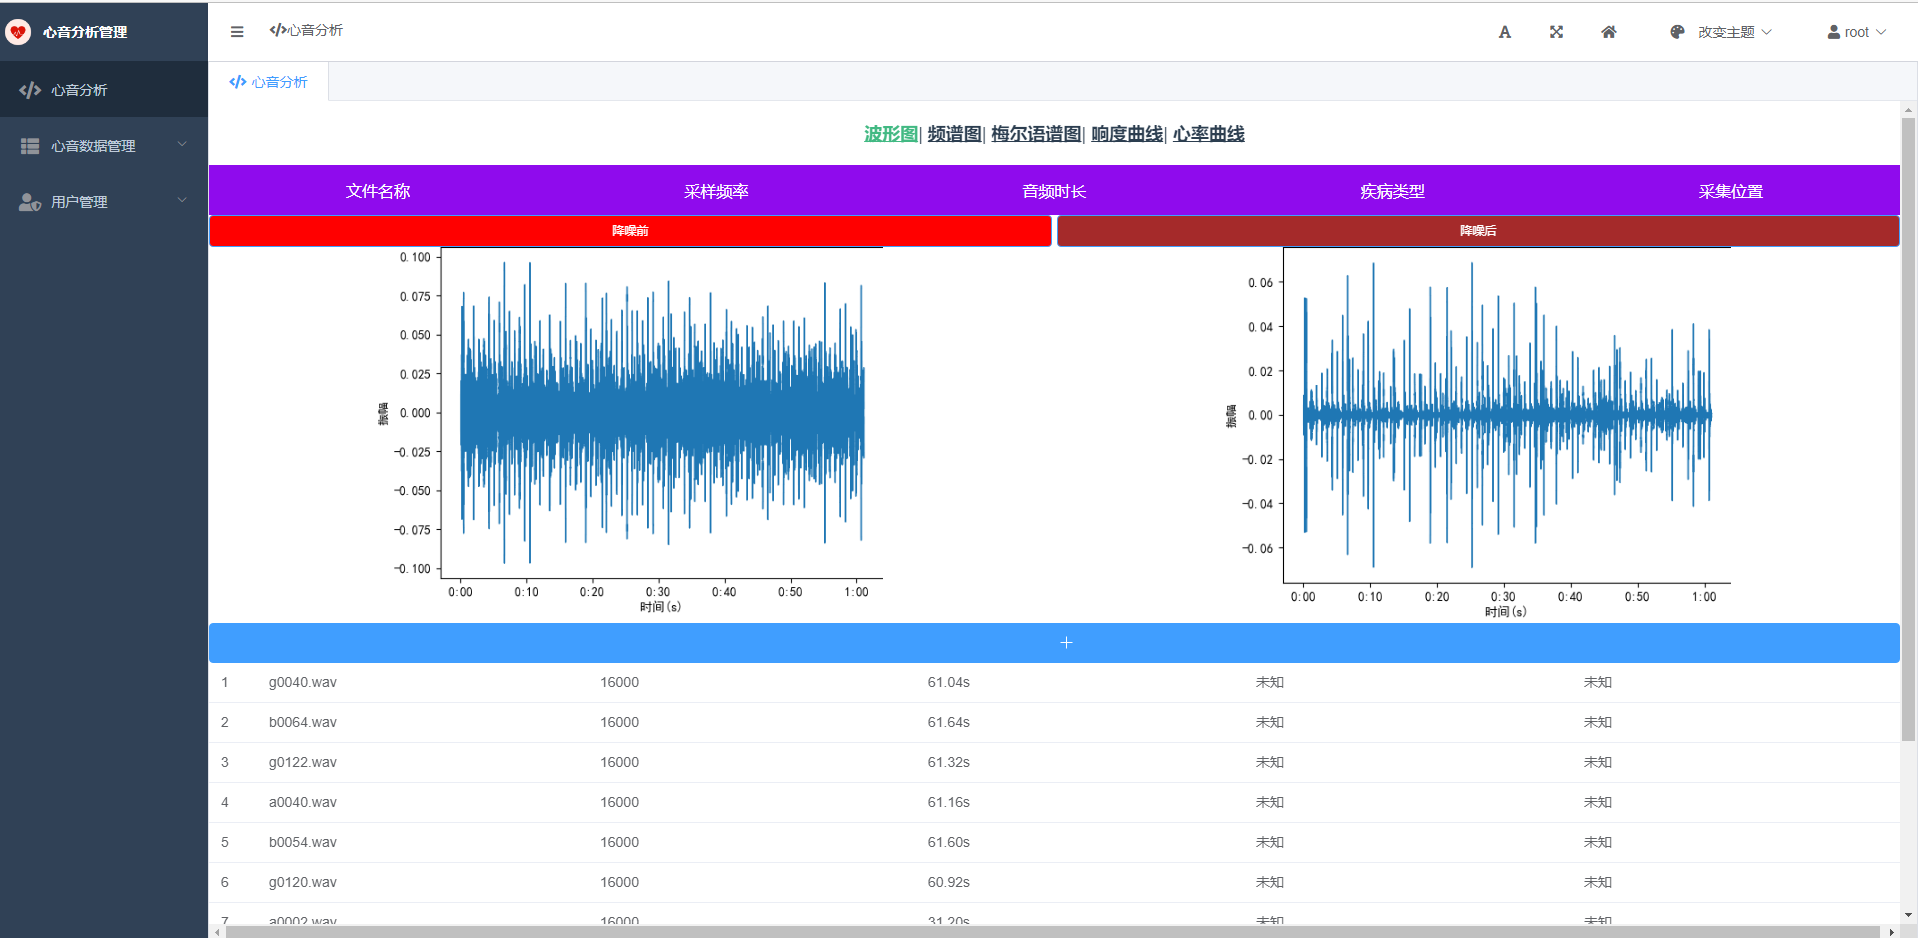 心音分析管理
心音分析
改变主题
root
心音分析
心音数据管理
用户管理
心音分析
波形图| 频谱图| 梅尔语谱图| 响度曲线| 心率曲线
文件名称 采样频率 音频时长 疾病类型 采集位置
降噪前
降噪后
0.100
0.075
0.050
0.025
0.000
-0.025
-0.050
-0.075
-0.100
振幅
0:00 0:10 0:20 0:30 0:40 0:50 1:00
时间(s)
0.06
0.04
0.02
0.00
-0.02
-0.04
-0.06
振幅
0:00 0:10 0:20 0:30 0:40 0:50 1:00
时间(s)
1 g0040.wav 16000 61.04s 未知 未知
2 b0064.wav 16000 61.64s 未知 未知
3 g0122.wav 16000 61.32s 未知 未知
4 a0040.wav 16000 61.16s 未知 未知
5 b0054.wav 16000 61.60s 未知 未知
6 g0120.wav 16000 60.92s 未知 未知
7 a0002.wav 16000 31.20s 未知 未知